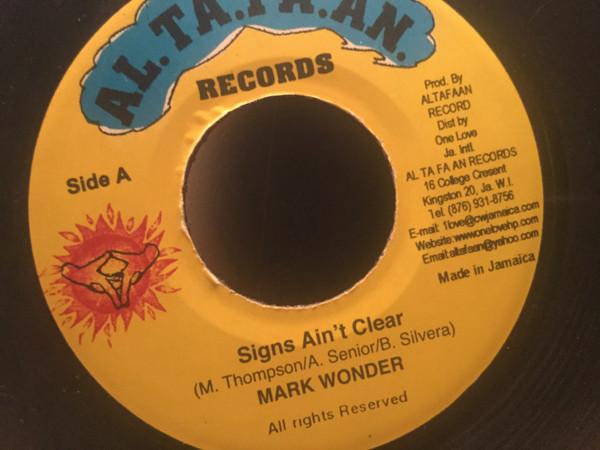 AL.TA.FA.AN.
RECORDS
Side A
Prod. By
ALTAFAAN
RECORD
Dist by
One Love
Ja. Intl.
AL TA FA AN RECORDS
16 College Cresent
Kingston 20, Ja. W.I.
Tel. (876) 931-8756
E-mail: 1love@cwjamaica.com
Website:www.onelovehp.com
Email:altafaan@yahoo.com
Made in Jamaica
Signs Ain't Clear
(M. Thompson/A. Senior/B. Silvera)
MARK WONDER
All rights Reserved